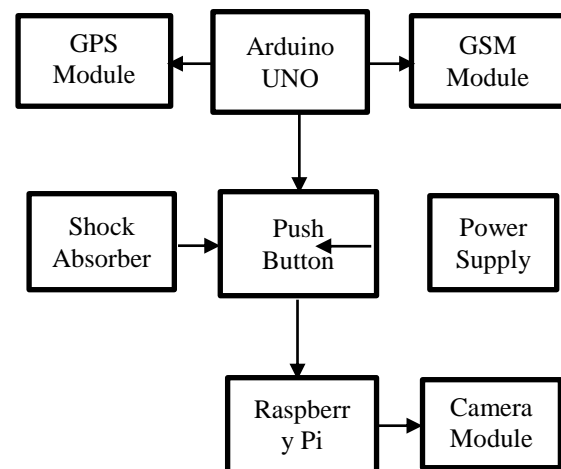 GPS
Module
Arduino
UNO
GSM
Module
Shock
Absorber
Push
Button
Power
Supply
Raspberr
y Pi
Camera
Module